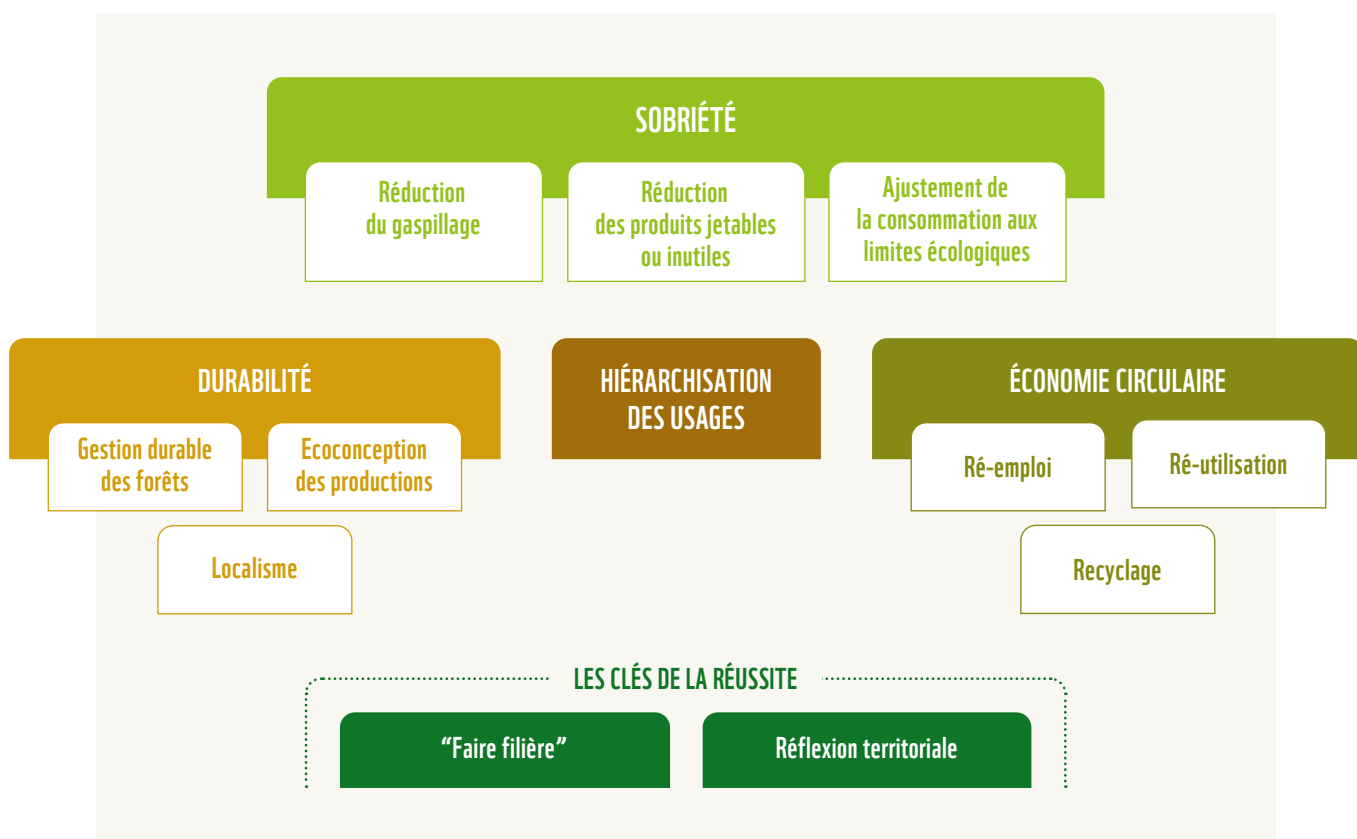 SOBRIÉTÉ
Réduction
du gaspillage
Réduction
des produits jetables
ou inutiles
Ajustement de
la consommation aux
limites écologiques
DURABILITÉ
Gestion durable
des forêts
Ecoconception
des productions
Localisme
HIÉRARCHISATION
DES USAGES
ÉCONOMIE CIRCULAIRE
Ré-emploi
Ré-utilisation
Recyclage
LES CLÉS DE LA RÉUSSITE
“Faire filière”
Réflexion territoriale